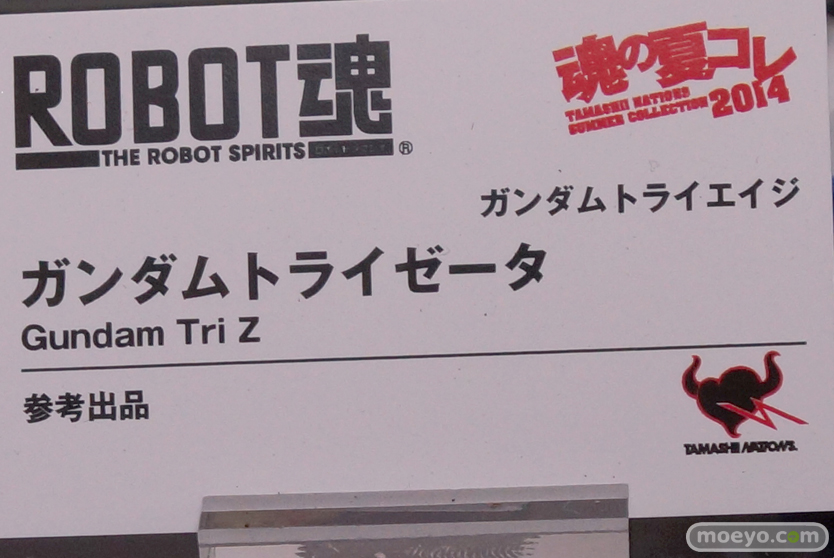 ROBOT魂
THE ROBOT SPIRITS
®
魂の夏コレ
TAMASHII NATIONS
SUMMER COLLECTION 2014
ガンダムトライエイジ
ガンダムトライゼータ
Gundam Tri Z
参考出品
TAMASHII NATIONS.
moeyo.com